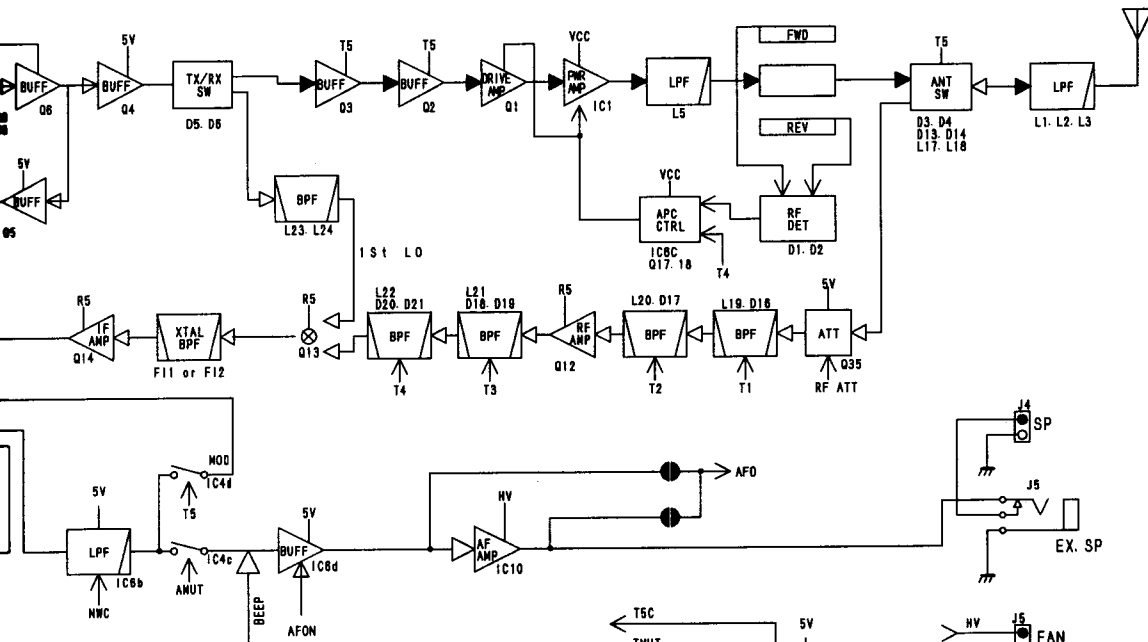 FWD
5V
T5
T5
VCC
T5
TX/RX
SW
BUFF
BUFF
BUFF
BUFF
DRIVE
AMP
PWR
AMP
LPF
ANT
SW
LPF
Q6
Q4
D5. D6
Q3
Q2
Q1
IC1
L5
D3. D4
D13. D14
L17. L18
L1. L2. L3
REV
5V
BUFF
Q5
BPF
L23. L24
VCC
APC
CTRL
RF
DET
IC6C
Q17. 18
D1. D2
T4
1St LO
R5
R5
L22
D20. D21
L21
D18. D19
R5
L20. D17
L19. D16
5V
IF
AMP
XTAL
BPF
BPF
BPF
RF
AMP
BPF
BPF
ATT
Q14
FI1 or FI2
Q13
Q12
Q35
T4
T3
T2
T1
RF ATT
J4
SP
MOD
IC4d
T5
AFO
5V
5V
HV
J5
LPF
IC4c
BUFF
AF
AMP
IC6b
IC6d
IC10
EX. SP
AMUT
NWC
BEEP
AFON
T5C
5V
HV
J5
FAN